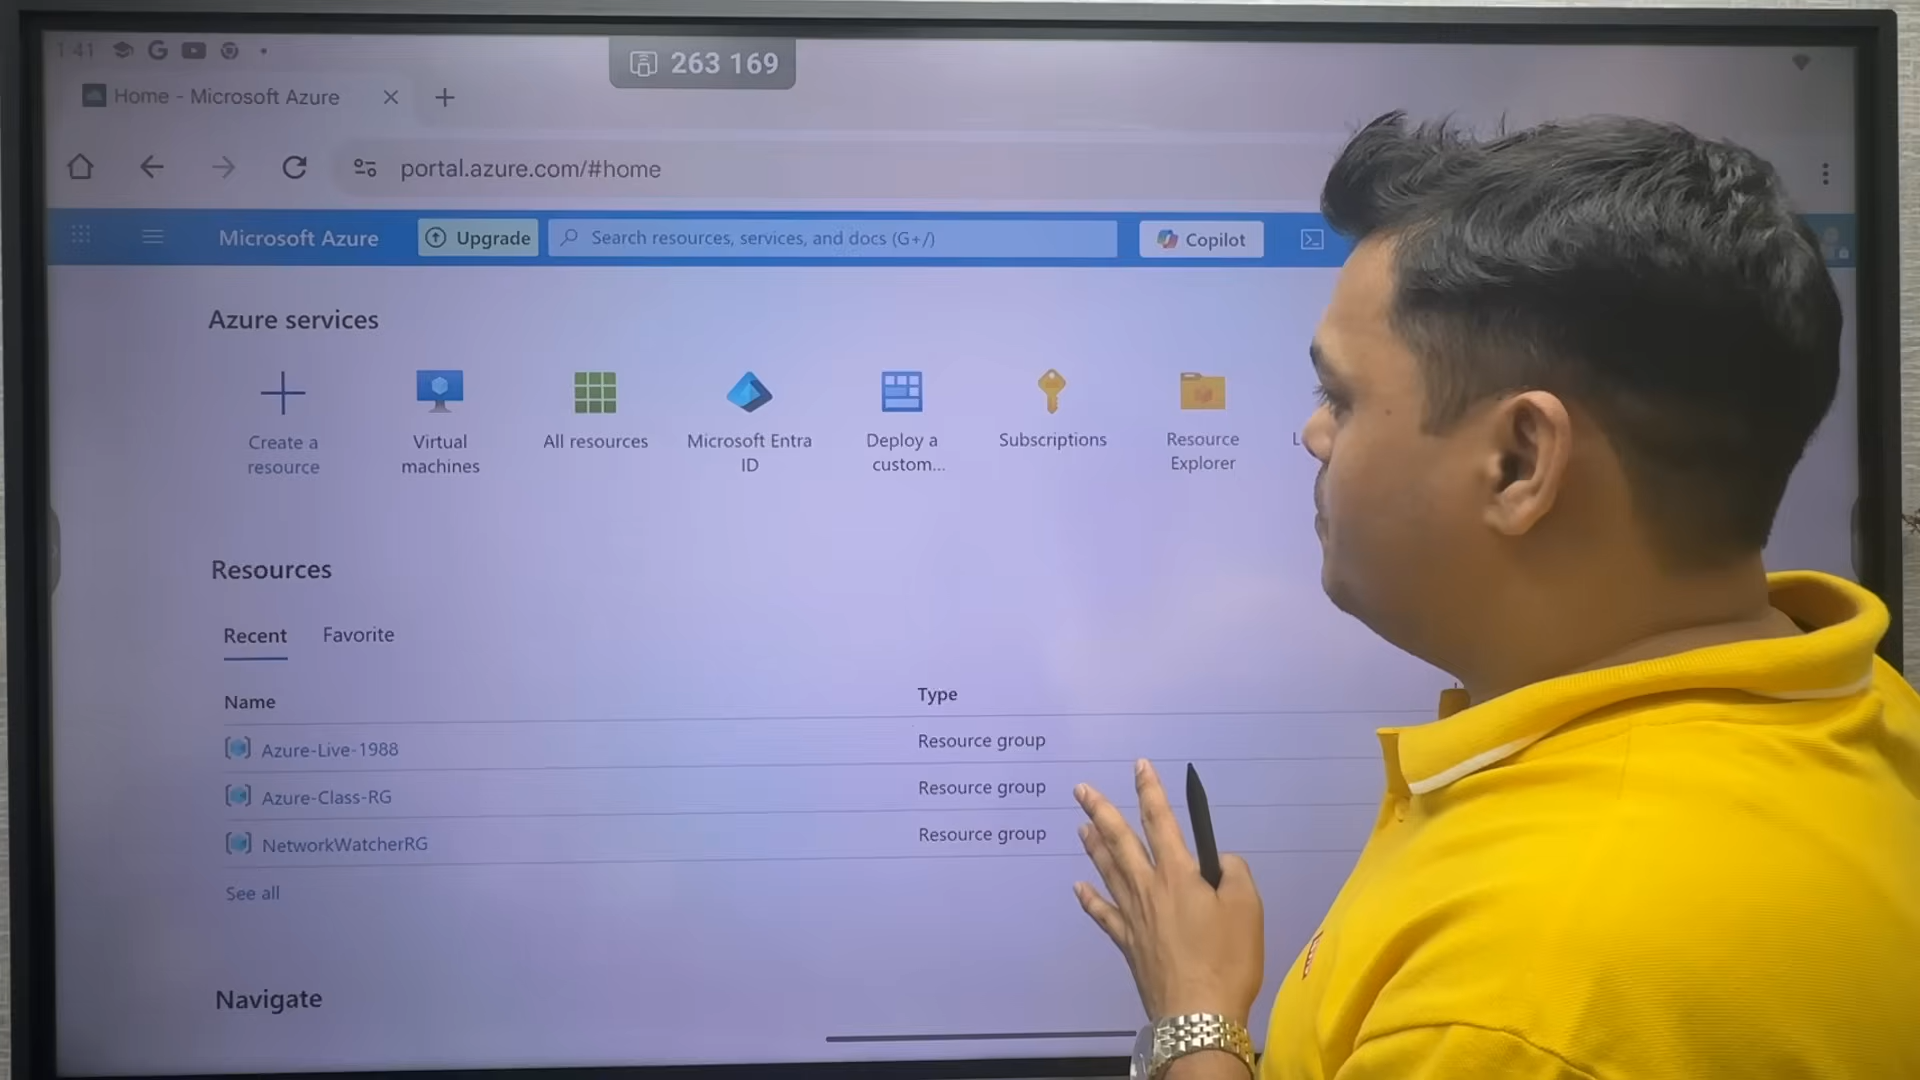 1:41
263 169
Home - Microsoft Azure
portal.azure.com/#home
Microsoft Azure
Upgrade
Search resources, services, and docs (G+/)
Copilot
Azure services
Create a
resource
Virtual
machines
All resources
Microsoft Entra
ID
Deploy a
custom...
Subscriptions
Resource
Explorer
Resources
Recent
Favorite
Name
Type
Azure-Live-1988
Resource group
Azure-Class-RG
Resource group
NetworkWatcherRG
Resource group
See all
Navigate